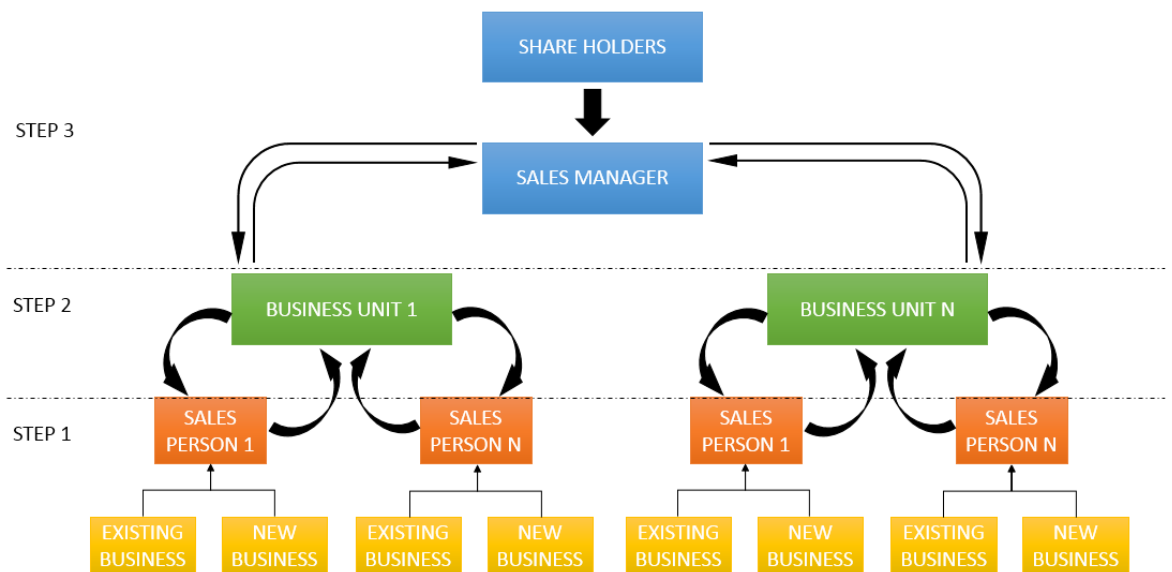 SHARE HOLDERS
STEP 3
SALES MANAGER
STEP 2
BUSINESS UNIT 1
BUSINESS UNIT N
STEP 1
SALES
PERSON 1
SALES
PERSON N
SALES
PERSON 1
SALES
PERSON N
EXISTING
BUSINESS
NEW
BUSINESS
EXISTING
BUSINESS
NEW
BUSINESS
EXISTING
BUSINESS
NEW
BUSINESS
EXISTING
BUSINESS
NEW
BUSINESS